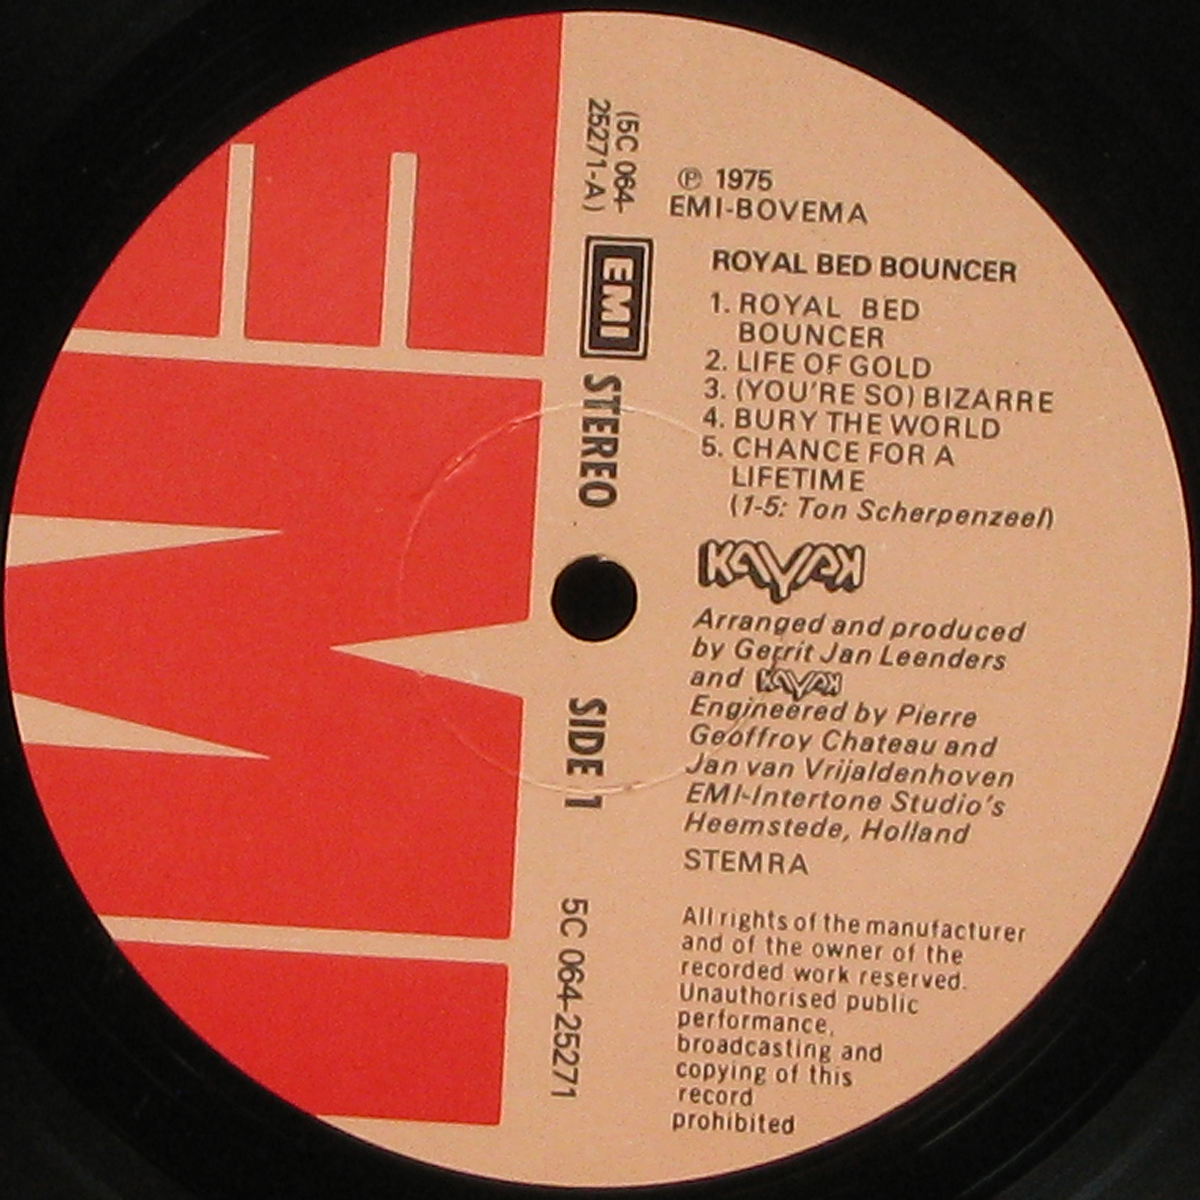 (5C 064-
25271-A)
EMI
STEREO
SIDE 1
5C 064-25271
EMI
℗ 1975
EMI-BOVEMA
ROYAL BED BOUNCER
1. ROYAL BED
BOUNCER
2. LIFE OF GOLD
3. (YOU'RE SO) BIZARRE
4. BURY THE WORLD
5. CHANCE FOR A
LIFETIME
(1-5: Ton Scherpenzeel)
KAYAK
Arranged and produced
by Gerrit Jan Leenders
and KAYAK
Engineered by Pierre
Geoffroy Chateau and
Jan van Vrijaldenhoven
EMI-Intertone Studio's
Heemstede, Holland
STEMRA
All rights of the manufacturer
and of the owner of the
recorded work reserved.
Unauthorised public
performance,
broadcasting and
copying of this
record
prohibited